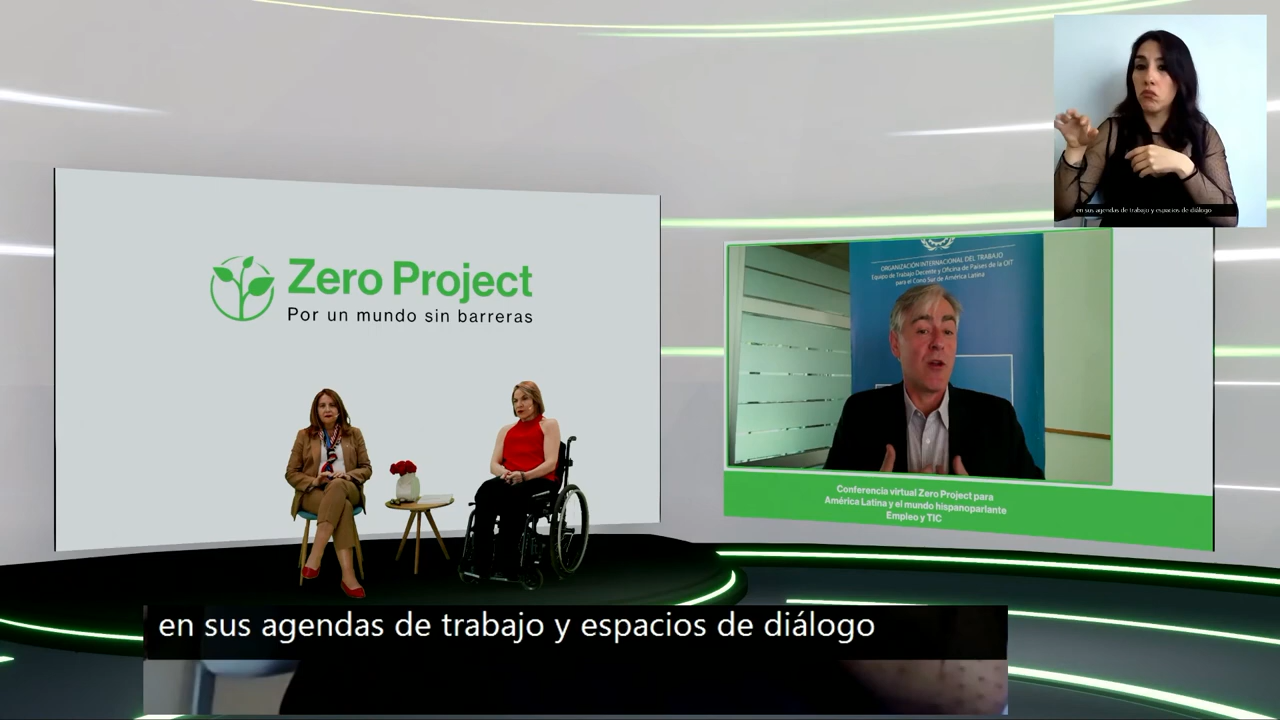 Zero Project
Por un mundo sin barreras
ORGANIZACIÓN INTERNACIONAL DEL TRABAJO
Equipo de Trabajo Decente y Oficina de Países de la OIT
para el Cono Sur de América Latina
Conferencia virtual Zero Project para
América Latina y el mundo hispanoparlante
Empleo y TIC
en sus agendas de trabajo y espacios de diálogo
en sus agendas de trabajo y espacios de diálogo